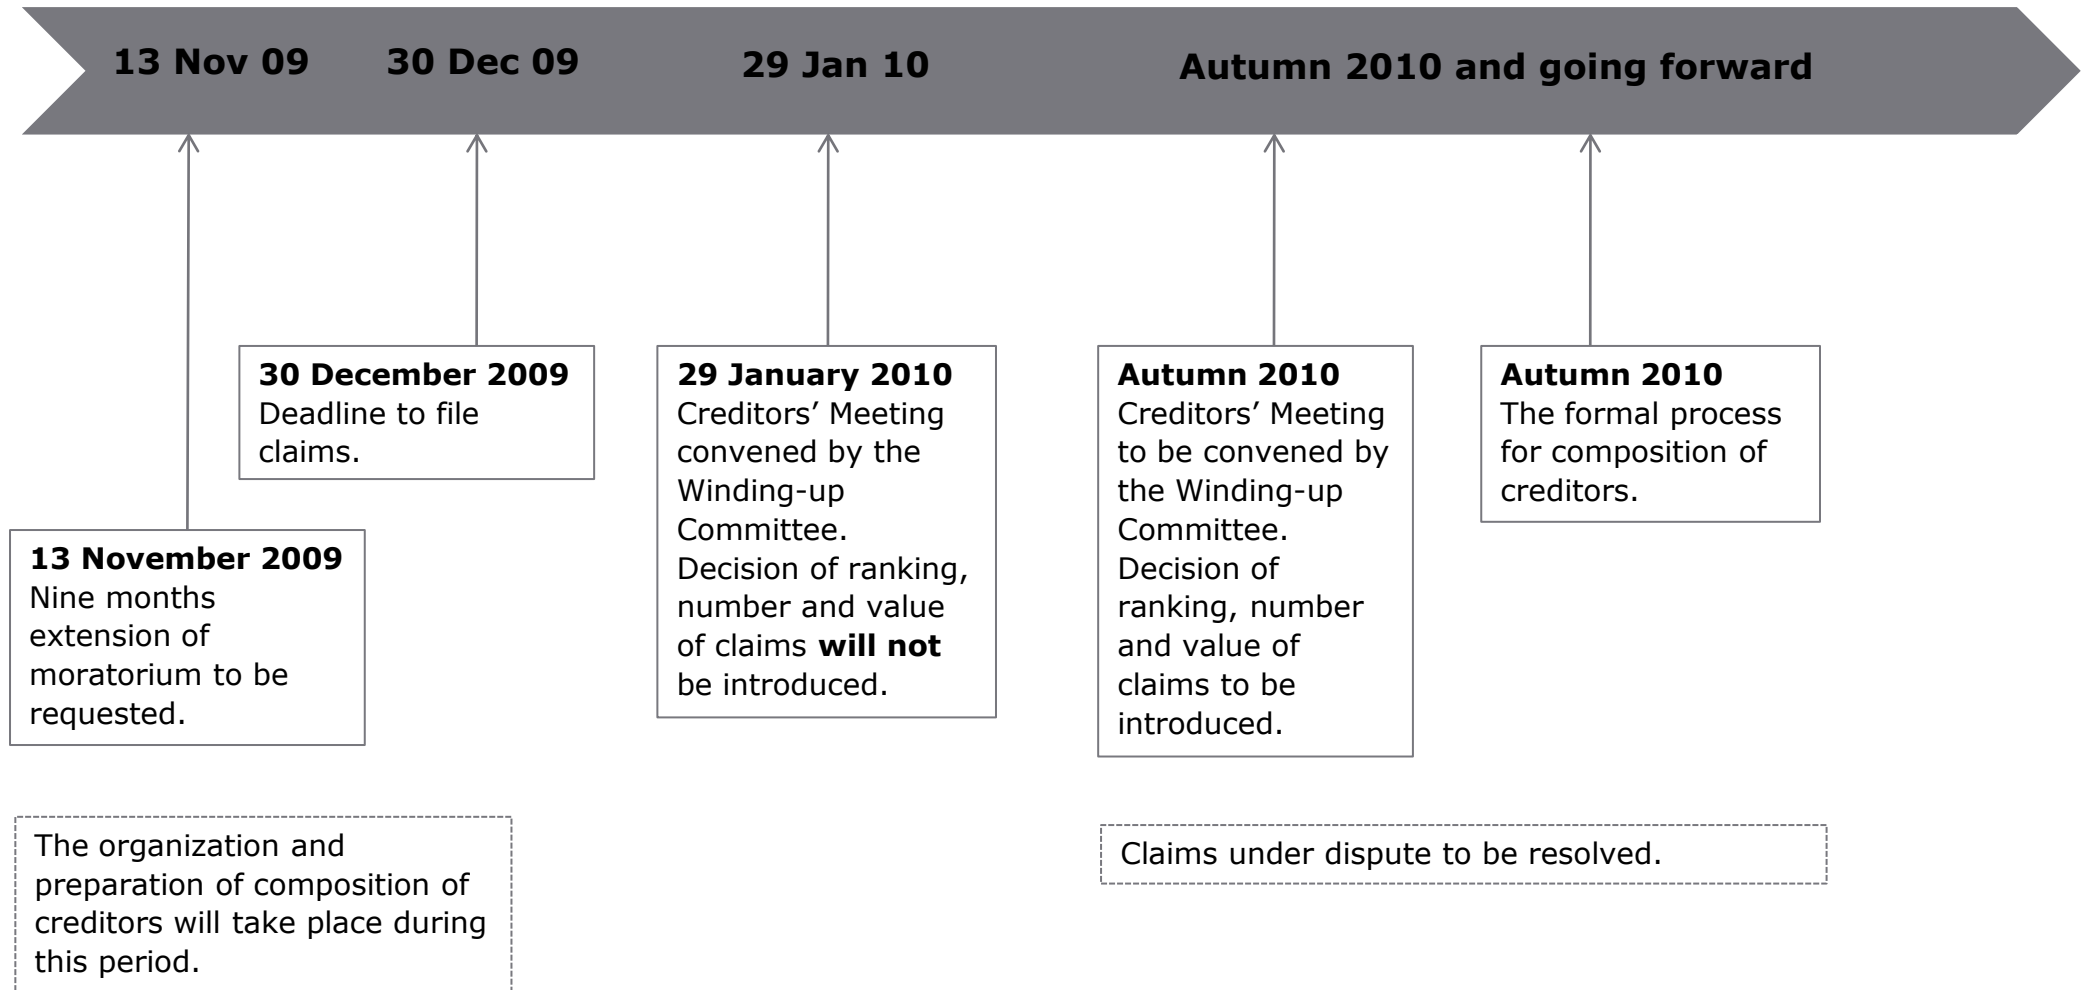 13 Nov 09
30 Dec 09
29 Jan 10
Autumn 2010 and going forward
13 November 2009
Nine months
extension of
moratorium to be
requested.
30 December 2009
Deadline to file
claims.
29 January 2010
Creditors’ Meeting
convened by the
Winding-up
Committee.
Decision of ranking,
number and value
of claims will not
be introduced.
Autumn 2010
Creditors’ Meeting
to be convened by
the Winding-up
Committee.
Decision of
ranking, number
and value of
claims to be
introduced.
Autumn 2010
The formal process
for composition of
creditors.
The organization and
preparation of composition of
creditors will take place during
this period.
Claims under dispute to be resolved.